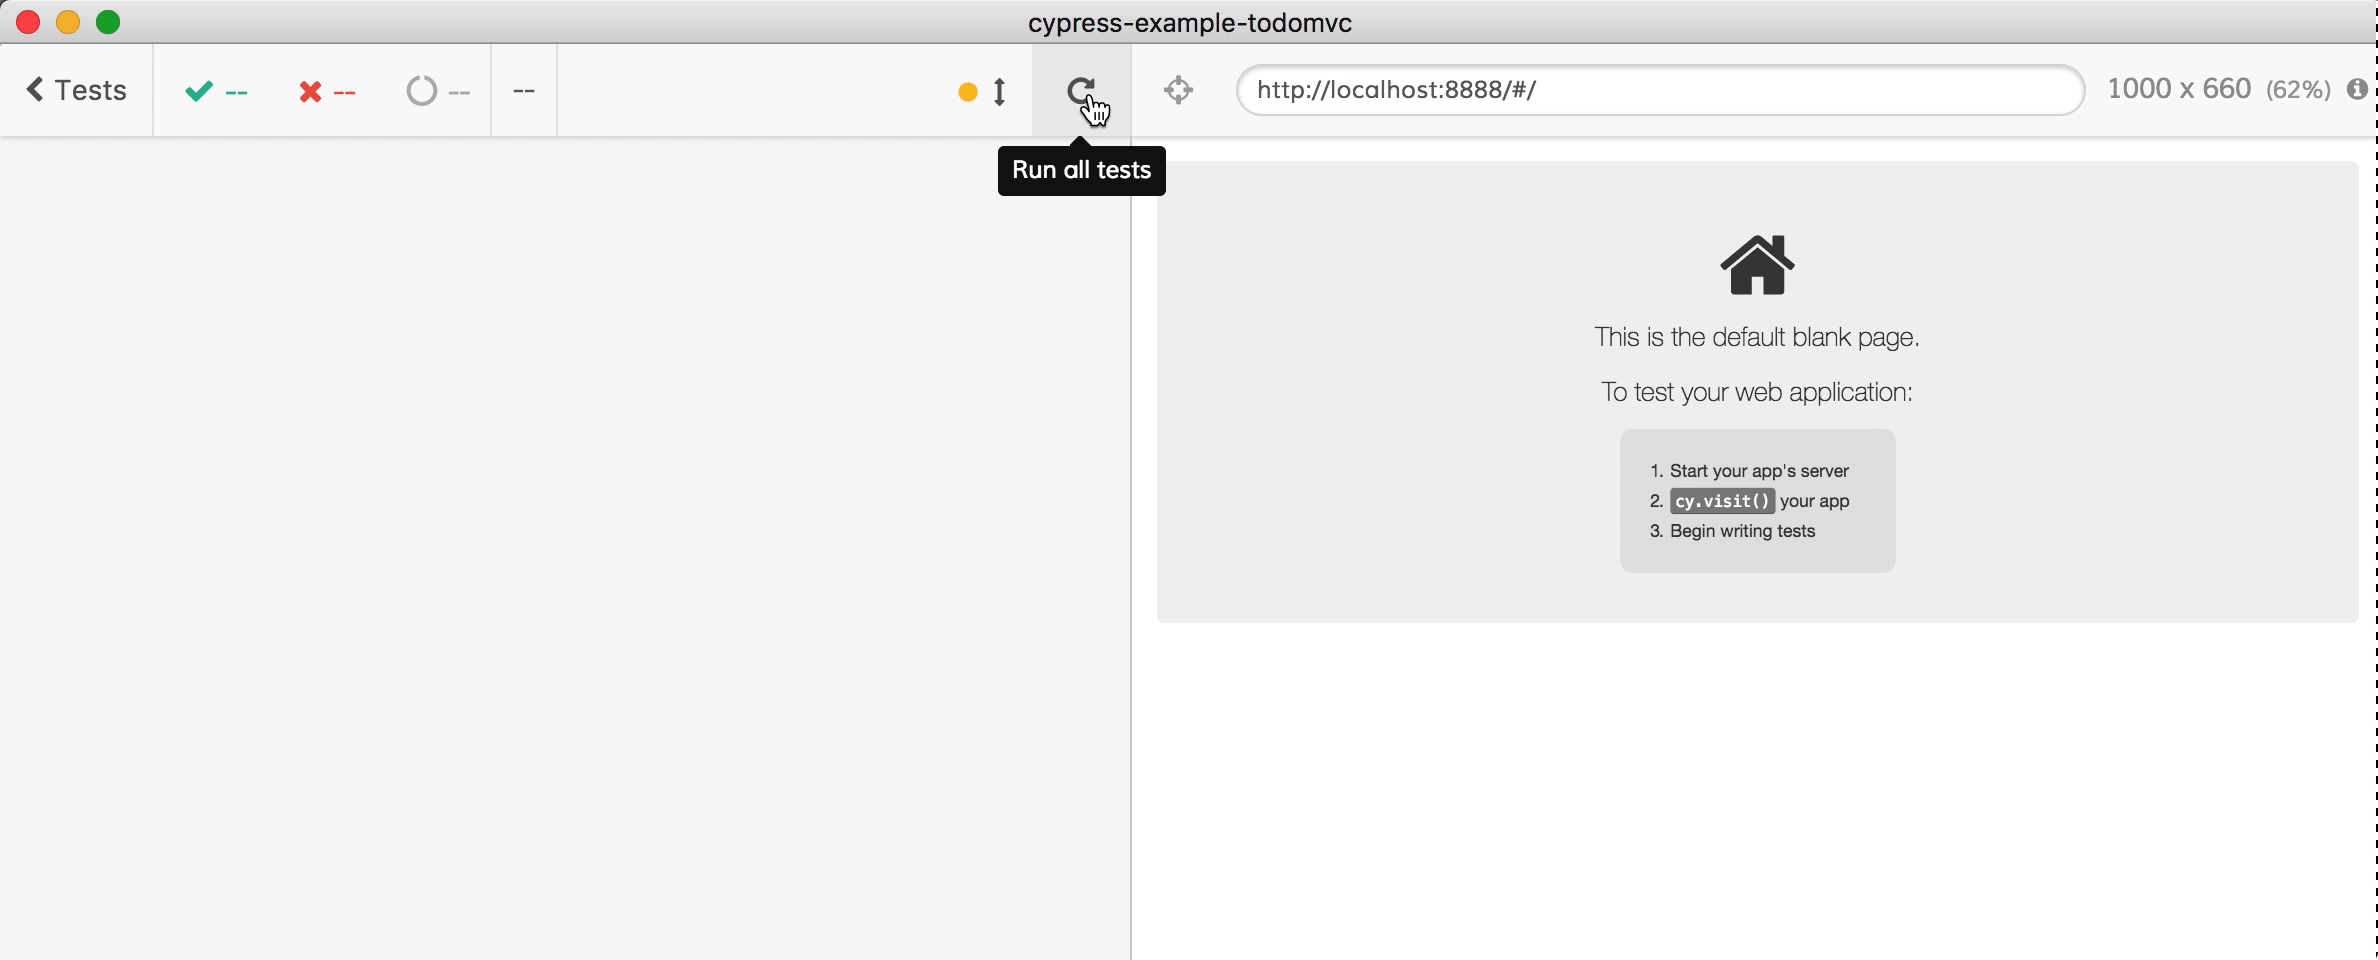 cypress-example-todomvc
Tests
--
--
--
--
http://localhost:8888/#/
1000 x 660 (62%)
Run all tests
This is the default blank page.
To test your web application:
1. Start your app's server
2. cy.visit() your app
3. Begin writing tests